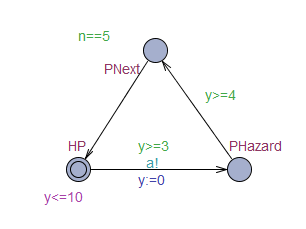 n==5
PNext
y>=4
HP
y>=3
PHazard
a!
y:=0
y<=10